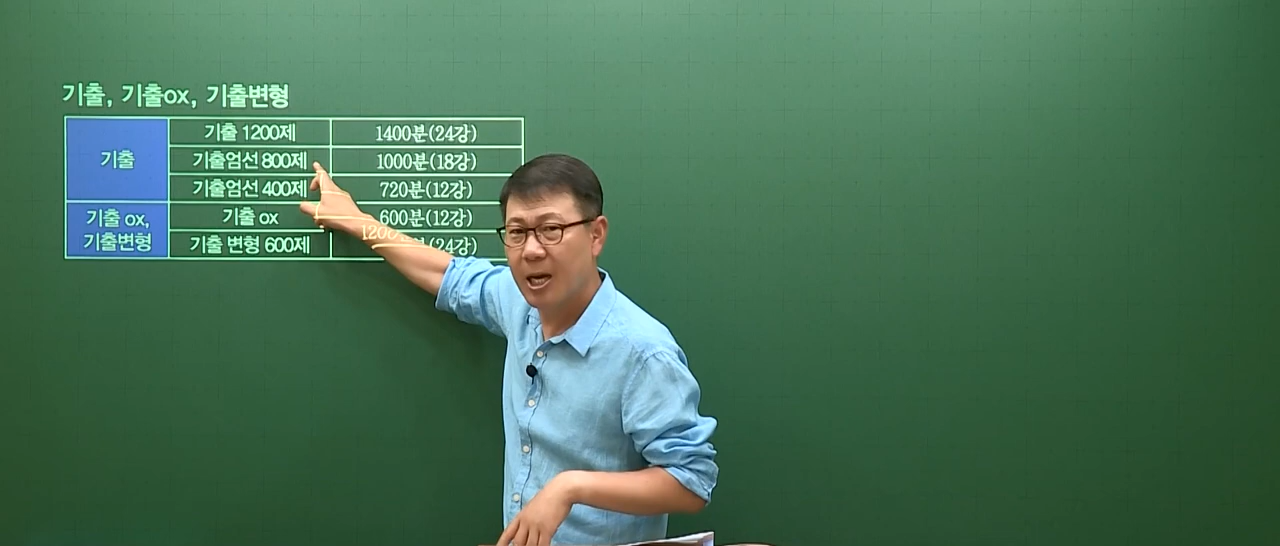 기출, 기출ox, 기출변형
기출
기출 1200제 1400분(24강)
기출엄선 800제 1000분(18강)
기출엄선 400제 720분(12강)
기출 ox,
기출변형
기출 ox 600분(12강)
기출 변형 600제 (24강)